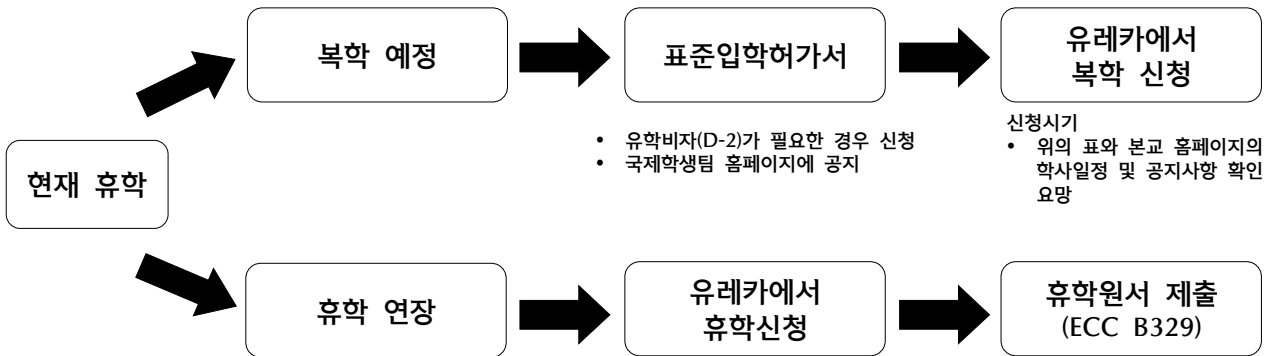 현재 휴학
복학 예정
표준입학허가서
• 유학비자(D-2)가 필요한 경우 신청
• 국제학생팀 홈페이지에 공지
유레카에서
복학 신청
신청시기
• 위의 표와 본교 홈페이지의
학사일정 및 공지사항 확인
요망
휴학 연장
유레카에서
휴학신청
휴학원서 제출
(ECC B329)